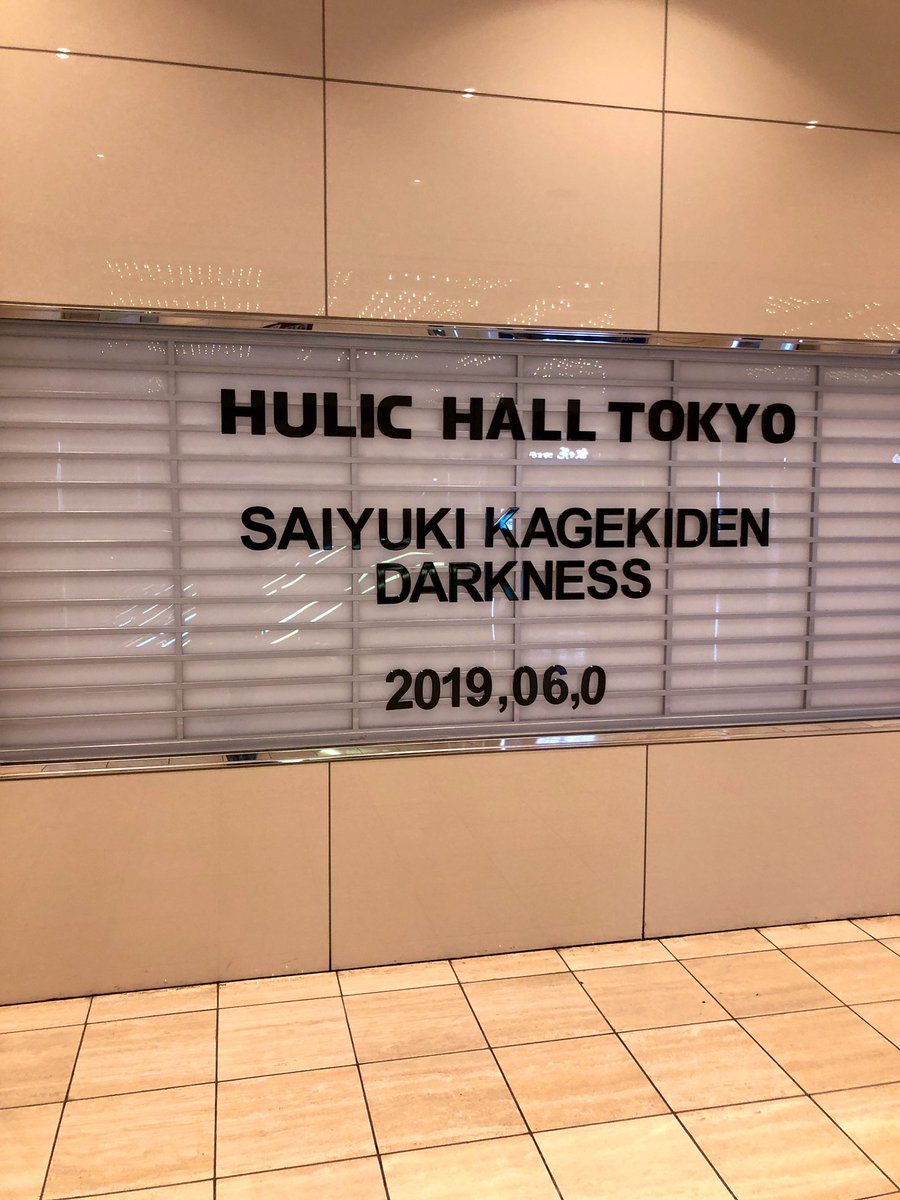 HULIC HALL TOKYO
SAIYUKI KAGEKIDEN
DARKNESS
2019,06,0